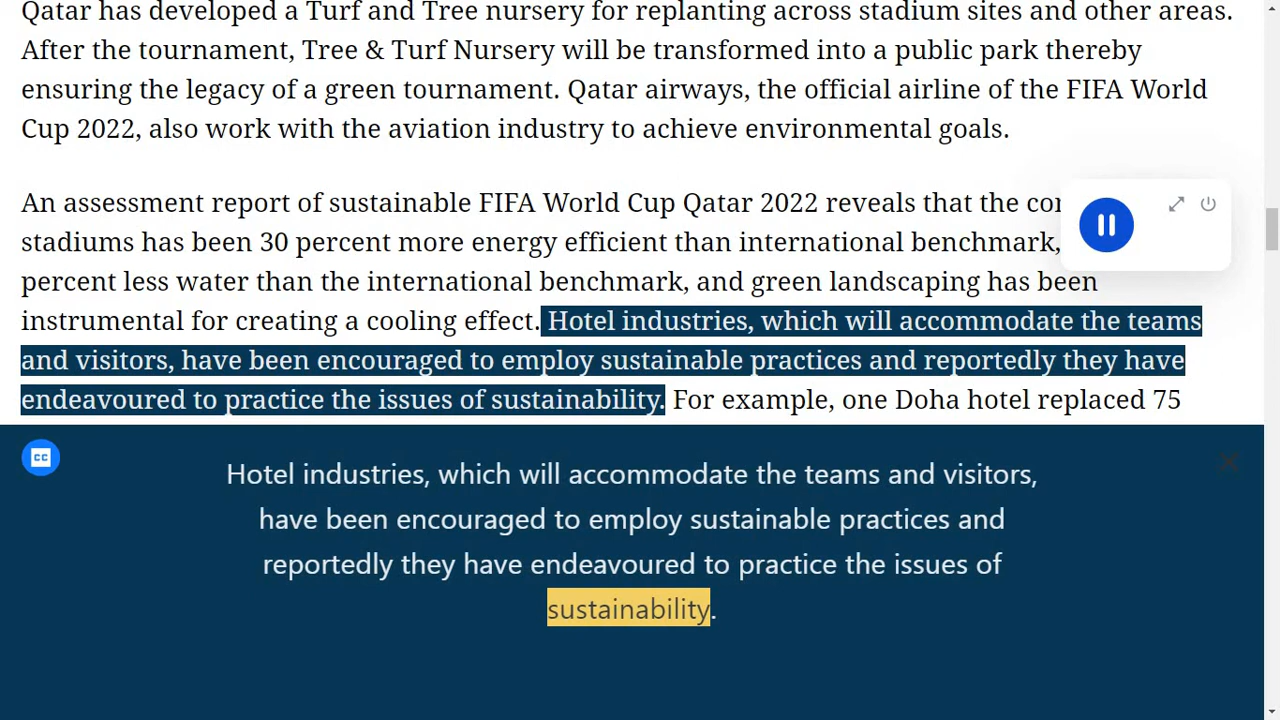 Qatar has developed a Turf and Tree nursery for replanting across stadium sites and other areas.
After the tournament, Tree & Turf Nursery will be transformed into a public park thereby
ensuring the legacy of a green tournament. Qatar airways, the official airline of the FIFA World
Cup 2022, also work with the aviation industry to achieve environmental goals.
An assessment report of sustainable FIFA World Cup Qatar 2022 reveals that the
stadiums has been 30 percent more energy efficient than international benchmark,
percent less water than the international benchmark, and green landscaping has been
instrumental for creating a cooling effect. Hotel industries, which will accommodate the teams
and visitors, have been encouraged to employ sustainable practices and reportedly they have
endeavoured to practice the issues of sustainability. For example, one Doha hotel replaced 75
CC
Hotel industries, which will accommodate the teams and visitors,
have been encouraged to employ sustainable practices and
reportedly they have endeavoured to practice the issues of
sustainability.